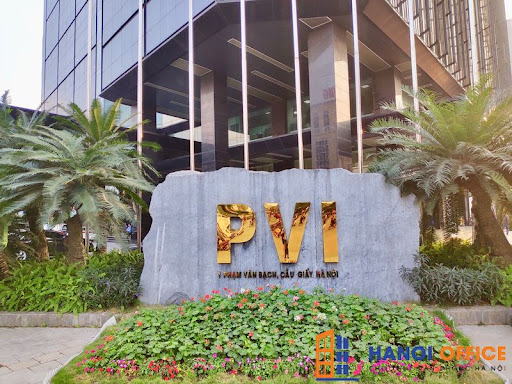 PVI
1 PHẠM VĂN BẠCH, CẦU GIẤY HÀ NỘI
HANOI OFFICE